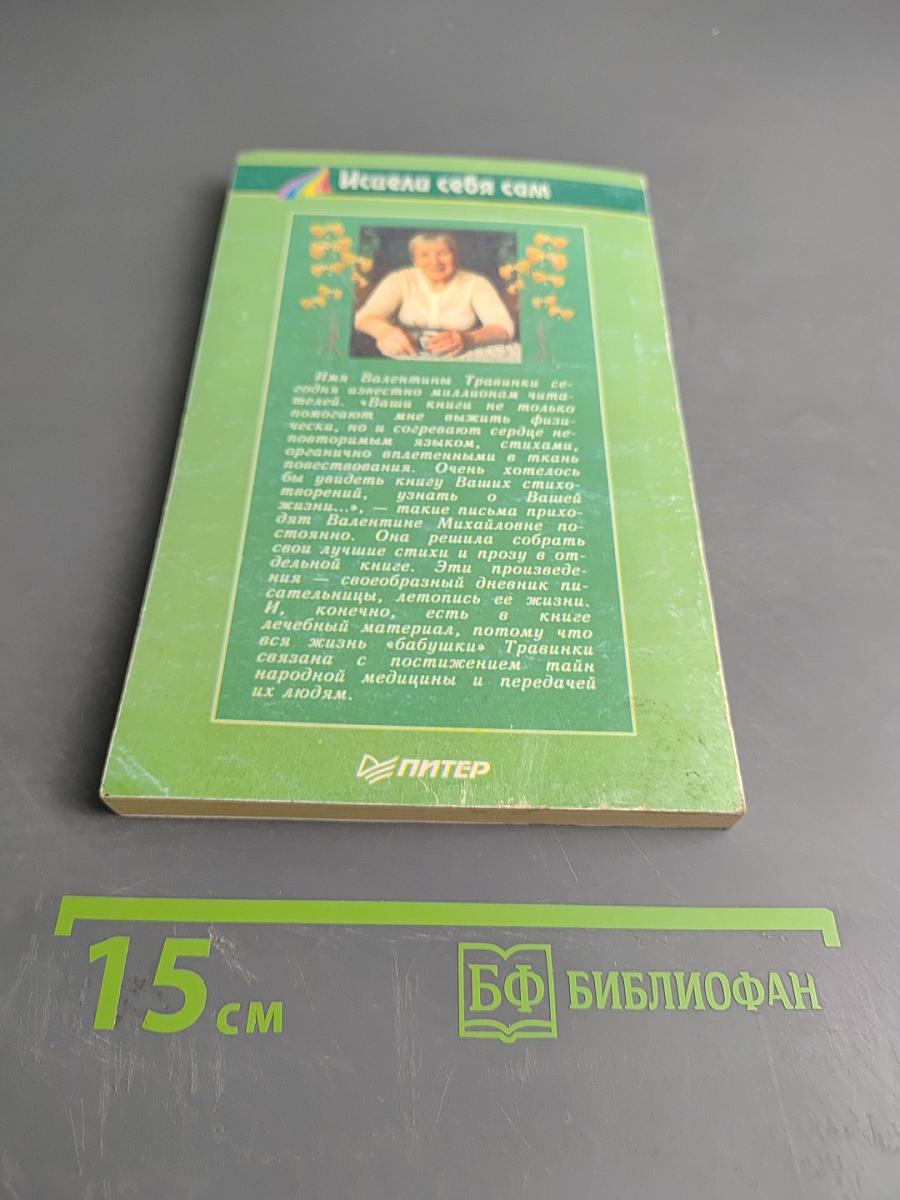 Исцели себя сам
Имя Валентины Травинки се-
годня известно миллионам чита-
телей. «Ваши книги не только
помогают мне выжить физи-
чески, но и согревают сердце не-
повторимым языком, стихами,
органично вплетенными в ткань
повествования. Очень хотелось
бы увидеть книгу Ваших стихо-
творений, узнать о Вашей
жизни...», — такие письма прихо-
дят Валентине Михайловне по-
стоянно. Она решила собрать
свои лучшие стихи и прозу в от-
дельной книге. Эти произведе-
ния — своеобразный дневник пи-
сательницы, летопись её жизни.
И, конечно, есть в книге
лечебный материал, потому что
вся жизнь «бабушки» Травинки
связана с постижением тайн
народной медицины и передачей
их людям.
ПИТЕР
15 см
БФ БИБЛИОФАН